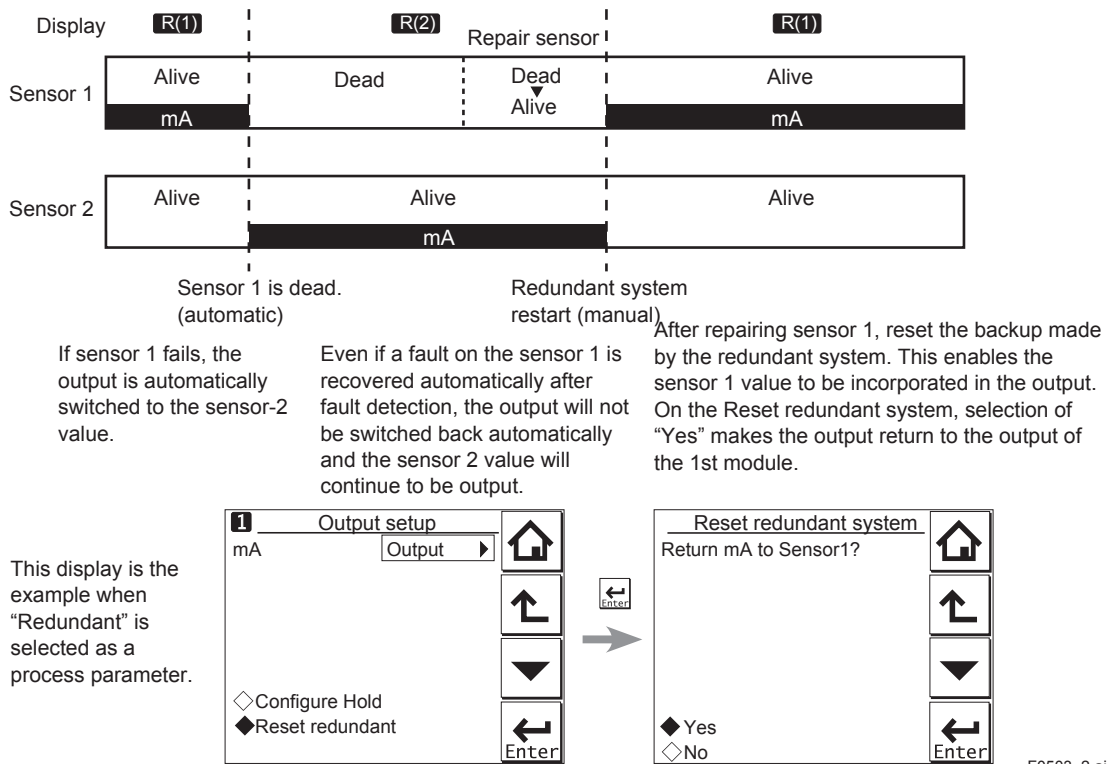 Display
R(1)
R(2)
Repair sensor
R(1)
Sensor 1
Alive
Dead
Dead
Alive
Alive
mA
mA
Sensor 2
Alive
Alive
Alive
mA
Sensor 1 is dead.
(automatic)
Redundant system
restart (manual)
If sensor 1 fails, the
output is automatically
switched to the sensor-2
value.
Even if a fault on the sensor 1 is
recovered automatically after
fault detection, the output will not
be switched back automatically
and the sensor 2 value will
continue to be output.
After repairing sensor 1, reset the backup made
by the redundant system. This enables the
sensor 1 value to be incorporated in the output.
On the Reset redundant system, selection of
“Yes” makes the output return to the output of
the 1st module.
This display is the
example when
“Redundant” is
selected as a
process parameter.
1 Output setup
mA Output
Configure Hold
Reset redundant
Enter
Enter
Reset redundant system
Return mA to Sensor1?
Yes
No
Enter